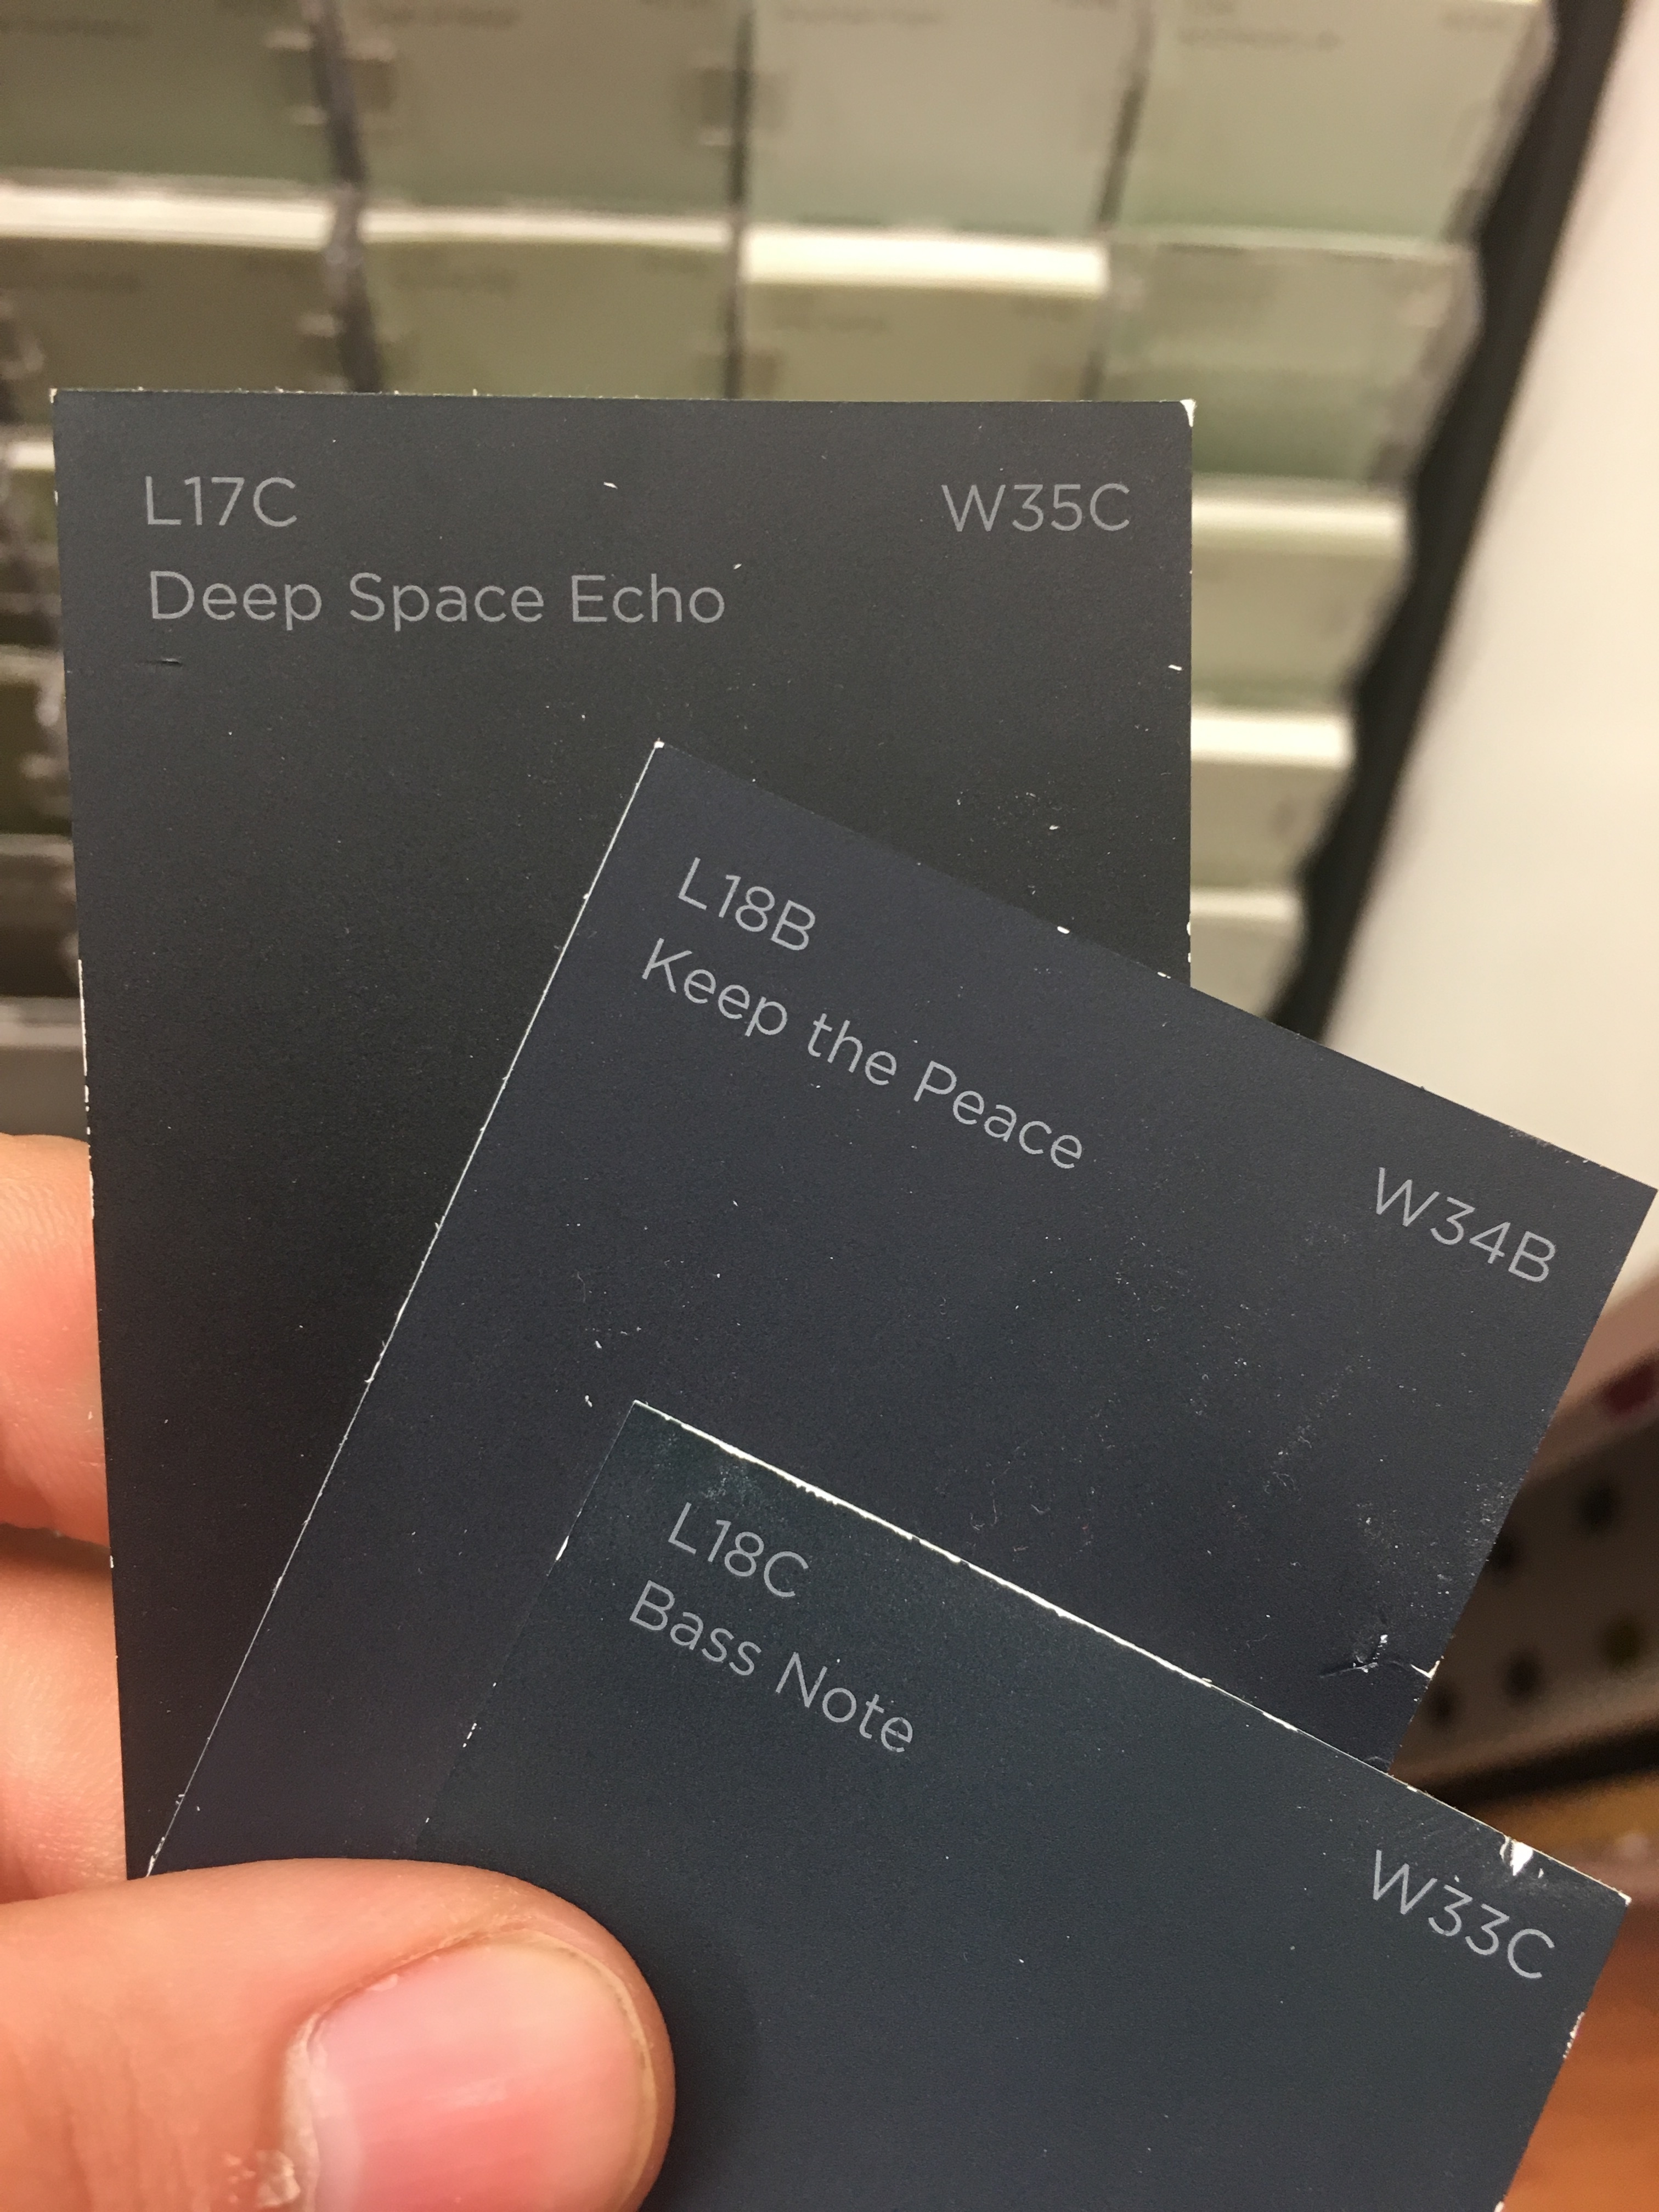 L17C W35C
Deep Space Echo
L18B
Keep the Peace
W34B
L18C
Bass Note
W33C